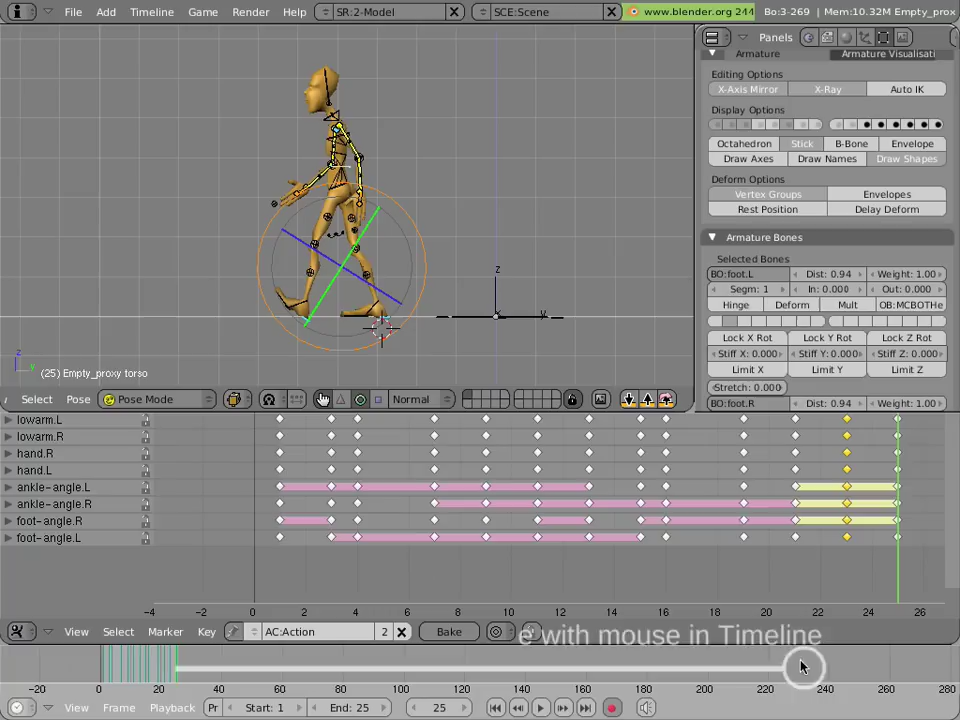 File Add Timeline Game Render Help SR:2-Model SCE:Scene www.blender.org 244 Bo:3-269 | Mem:10.32M Empty_prox
Panels
Armature Armature Visualisati
Editing Options
X-Axis Mirror X-Ray Auto IK
Display Options
Octahedron Stick B-Bone Envelope
Draw Axes Draw Names Draw Shapes
Deform Options
Vertex Groups Envelopes
Rest Position Delay Deform
Armature Bones
Selected Bones
BO:foot.L Dist: 0.94 Weight: 1.00
Segm: 1 In: 0.000 Out: 0.000
Hinge Deform Mult OB:MCBOTHe
Lock X Rot Lock Y Rot Lock Z Rot
Stiff X: 0.000 Stiff Y: 0.000 Stiff Z: 0.000
Limit X Limit Y Limit Z
Stretch: 0.000
BO:foot.R Dist: 0.94 Weight: 1.00
z
y
z
y
(25) Empty_proxy torso
Select Pose Pose Mode Normal
lowarm.L
lowarm.R
hand.R
hand.L
ankle-angle.L
ankle-angle.R
foot-angle.R
foot-angle.L
-4 -2 0 2 4 6 8 10 12 14 16 18 20 22 24 26
View Select Marker Key AC:Action 2 Bake
e with mouse in Timeline
-20 0 20 40 60 80 100 120 140 160 180 200 220 240 260 280
View Frame Playback Pr Start: 1 End: 25 25